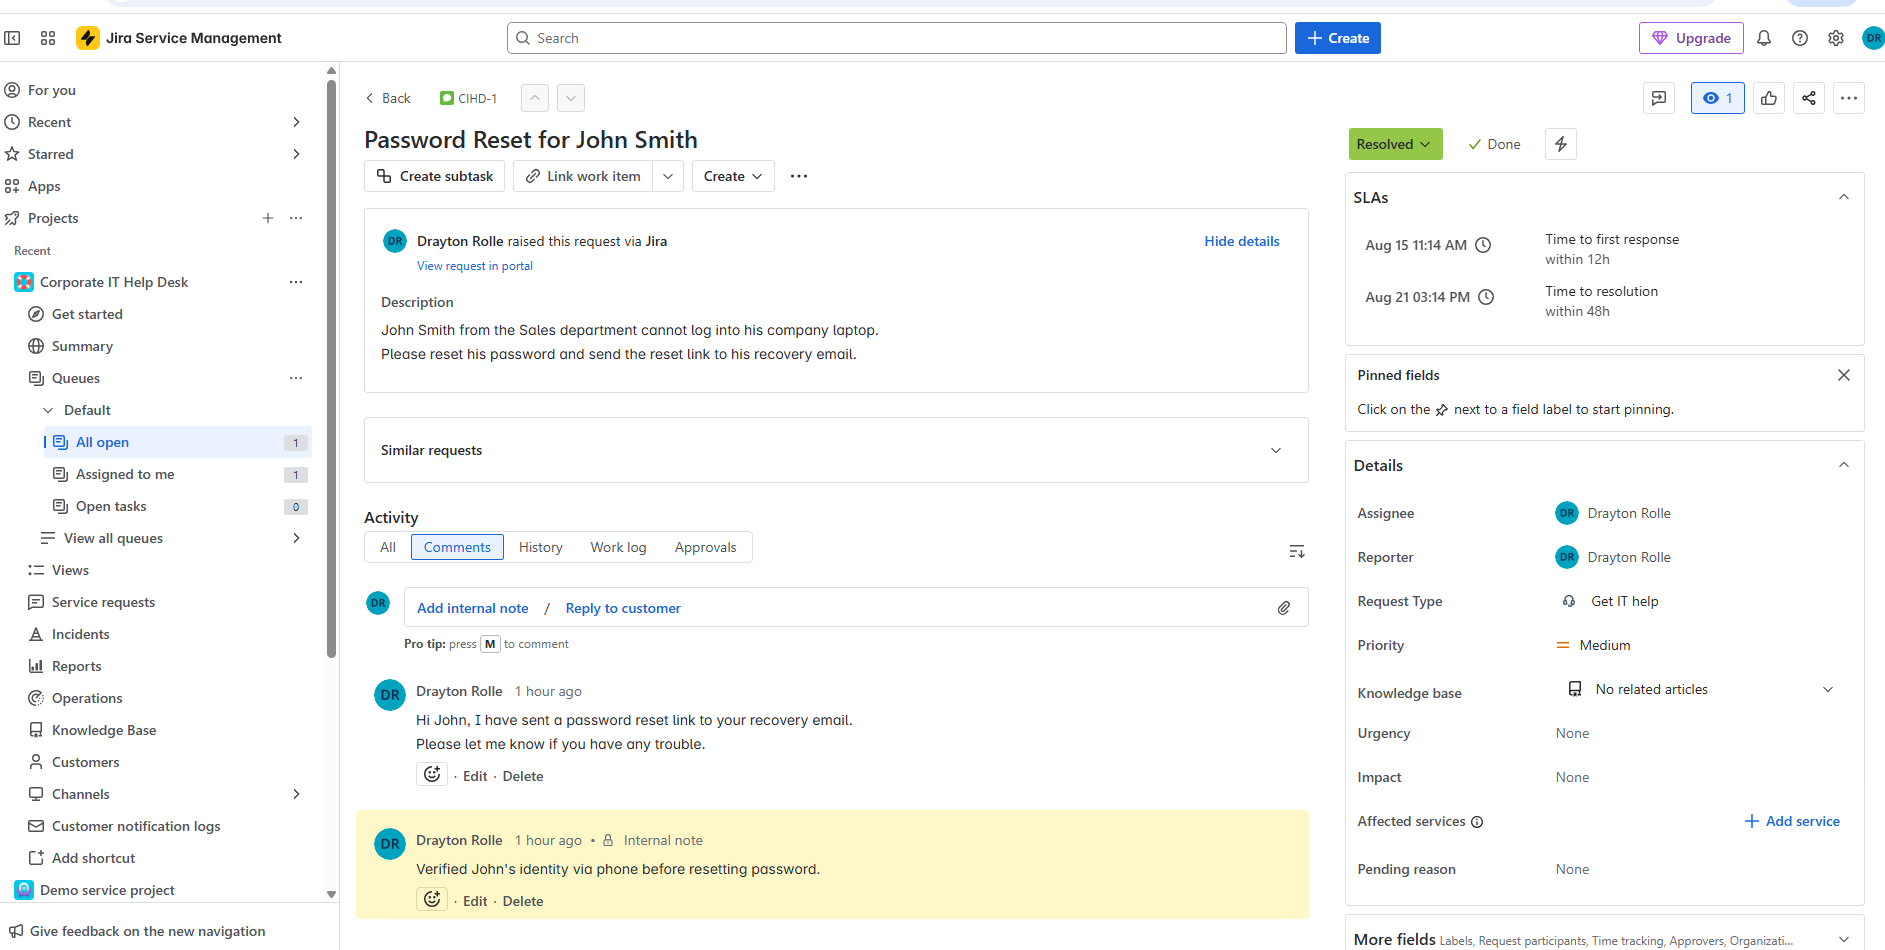 Jira Service Management
Search
Create
Upgrade
DR
For you
Recent
Starred
Apps
Projects
Recent
Corporate IT Help Desk
Get started
Summary
Queues
Default
All open 1
Assigned to me 1
Open tasks 0
View all queues
Views
Service requests
Incidents
Reports
Operations
Knowledge Base
Customers
Channels
Customer notification logs
Add shortcut
Demo service project
Give feedback on the new navigation
Back CIHD-1
Password Reset for John Smith
Create subtask Link work item Create
DR Drayton Rolle raised this request via Jira Hide details
View request in portal
Description
John Smith from the Sales department cannot log into his company laptop.
Please reset his password and send the reset link to his recovery email.
Similar requests
Activity
All Comments History Work log Approvals
DR Add internal note / Reply to customer
Pro tip: press M to comment
DR Drayton Rolle 1 hour ago
Hi John, I have sent a password reset link to your recovery email.
Please let me know if you have any trouble.
· Edit · Delete
DR Drayton Rolle 1 hour ago • Internal note
Verified John's identity via phone before resetting password.
· Edit · Delete
1
Resolved Done
SLAs
Aug 15 11:14 AM Time to first response
within 12h
Aug 21 03:14 PM Time to resolution
within 48h
Pinned fields
Click on the next to a field label to start pinning.
Details
Assignee DR Drayton Rolle
Reporter DR Drayton Rolle
Request Type Get IT help
Priority Medium
Knowledge base No related articles
Urgency None
Impact None
Affected services Add service
Pending reason None
More fields Labels, Request participants, Time tracking, Approvers, Organizati...